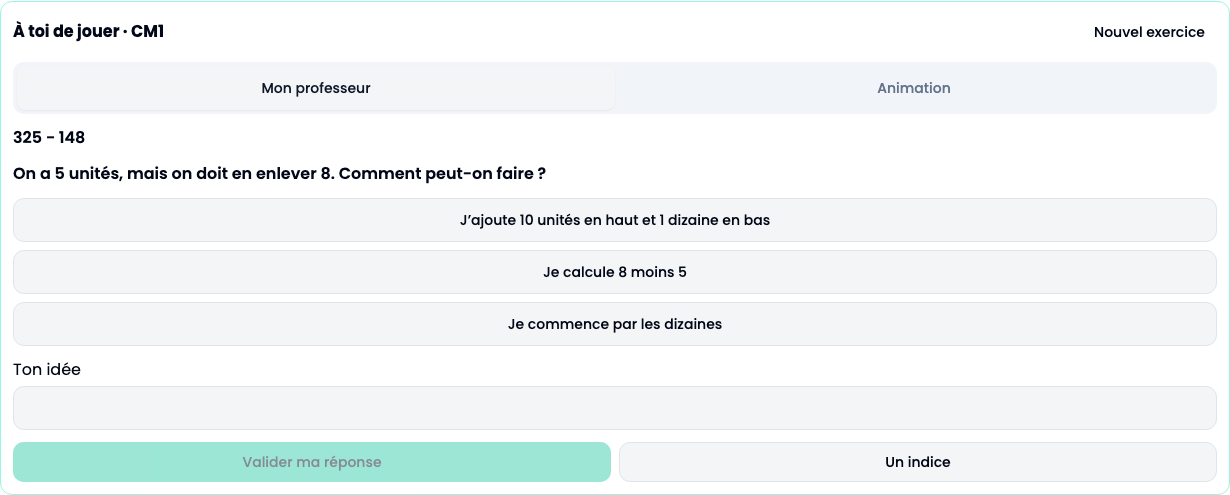 À toi de jouer · CM1
Nouvel exercice
Mon professeur
Animation
325 - 148
On a 5 unités, mais on doit en enlever 8. Comment peut-on faire ?
J’ajoute 10 unités en haut et 1 dizaine en bas
Je calcule 8 moins 5
Je commence par les dizaines
Ton idée
Valider ma réponse
Un indice